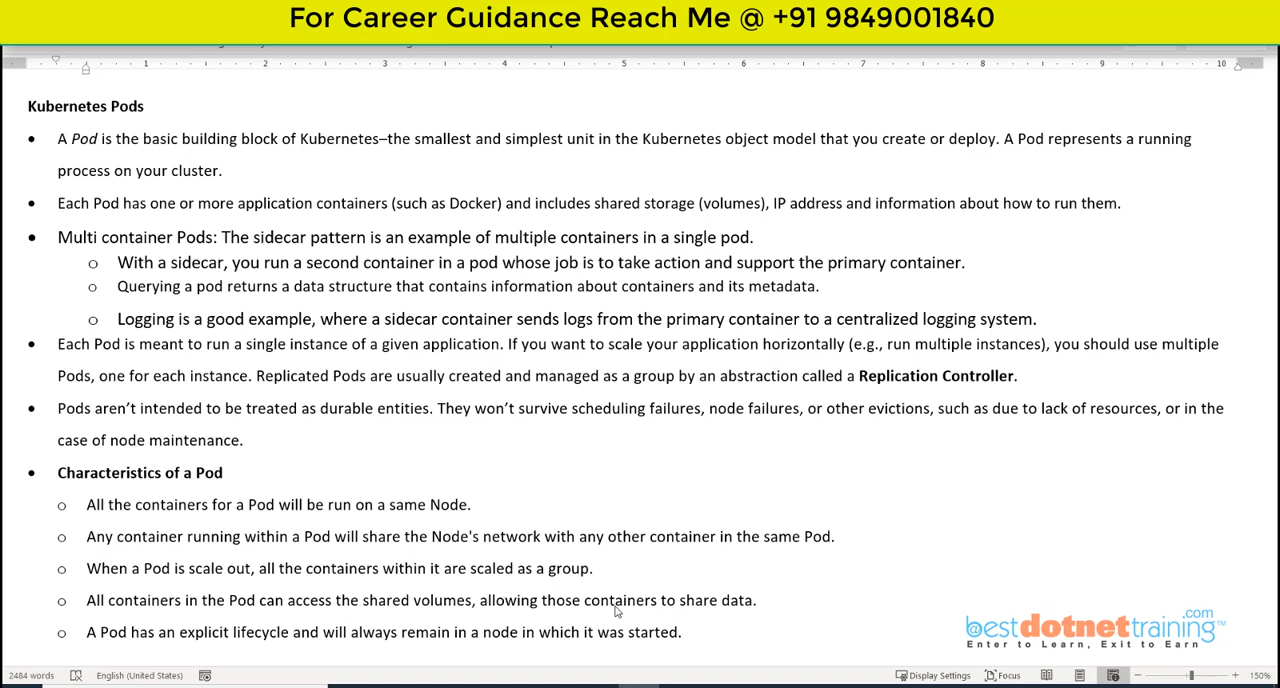 For Career Guidance Reach Me @ +91 9849001840
1 2 3 4 5 6 7 8 9 10
Kubernetes Pods
• A Pod is the basic building block of Kubernetes–the smallest and simplest unit in the Kubernetes object model that you create or deploy. A Pod represents a running
process on your cluster.
• Each Pod has one or more application containers (such as Docker) and includes shared storage (volumes), IP address and information about how to run them.
• Multi container Pods: The sidecar pattern is an example of multiple containers in a single pod.
o With a sidecar, you run a second container in a pod whose job is to take action and support the primary container.
o Querying a pod returns a data structure that contains information about containers and its metadata.
o Logging is a good example, where a sidecar container sends logs from the primary container to a centralized logging system.
• Each Pod is meant to run a single instance of a given application. If you want to scale your application horizontally (e.g., run multiple instances), you should use multiple
Pods, one for each instance. Replicated Pods are usually created and managed as a group by an abstraction called a Replication Controller.
• Pods aren’t intended to be treated as durable entities. They won’t survive scheduling failures, node failures, or other evictions, such as due to lack of resources, or in the
case of node maintenance.
• Characteristics of a Pod
o All the containers for a Pod will be run on a same Node.
o Any container running within a Pod will share the Node's network with any other container in the same Pod.
o When a Pod is scale out, all the containers within it are scaled as a group.
o All containers in the Pod can access the shared volumes, allowing those containers to share data.
o A Pod has an explicit lifecycle and will always remain in a node in which it was started.
bestdotnettraining.com™
Enter to Learn, Exit to Earn
2484 words English (United States) Display Settings Focus 150%